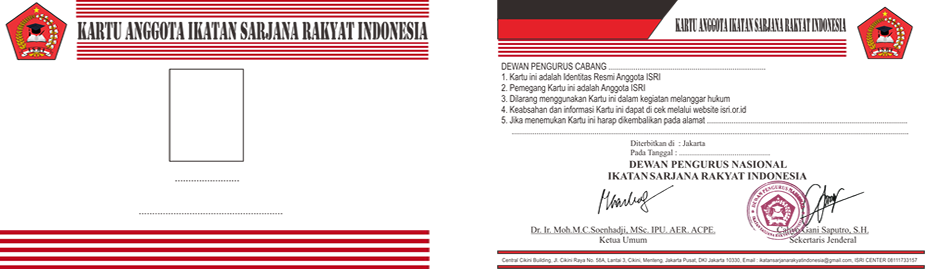 KARTU ANGGOTA IKATAN SARJANA RAKYAT INDONESIA
KARTU ANGGOTA IKATAN SARJANA RAKYAT INDONESIA
DEWAN PENGURUS CABANG
1. Kartu ini adalah Identitas Resmi Anggota ISRI
2. Pemegang Kartu ini adalah Anggota ISRI
3. Dilarang menggunakan Kartu ini dalam kegiatan melanggar hukum
4. Keabsahan dan informasi Kartu ini dapat di cek melalui website isri.or.id
5. Jika menemukan Kartu ini harap dikembalikan pada alamat
Diterbitkan di : Jakarta
Pada Tanggal :
DEWAN PENGURUS NASIONAL
IKATAN SARJANA RAKYAT INDONESIA
Dr. Ir. Moh.M.C.Soenhadji, MSc. IPU. AER. ACPE.
Ketua Umum
Gani Saputro, S.H.
Sekertaris Jenderal
Central Cikini Building. Jl. Cikini Raya No. 58A, Lantai 3, Cikini, Menteng, Jakarta Pusat, DKI Jakarta 10330, Email : ikatansarjanarakyatindonesia@gmail.com, ISRI CENTER 08111733157